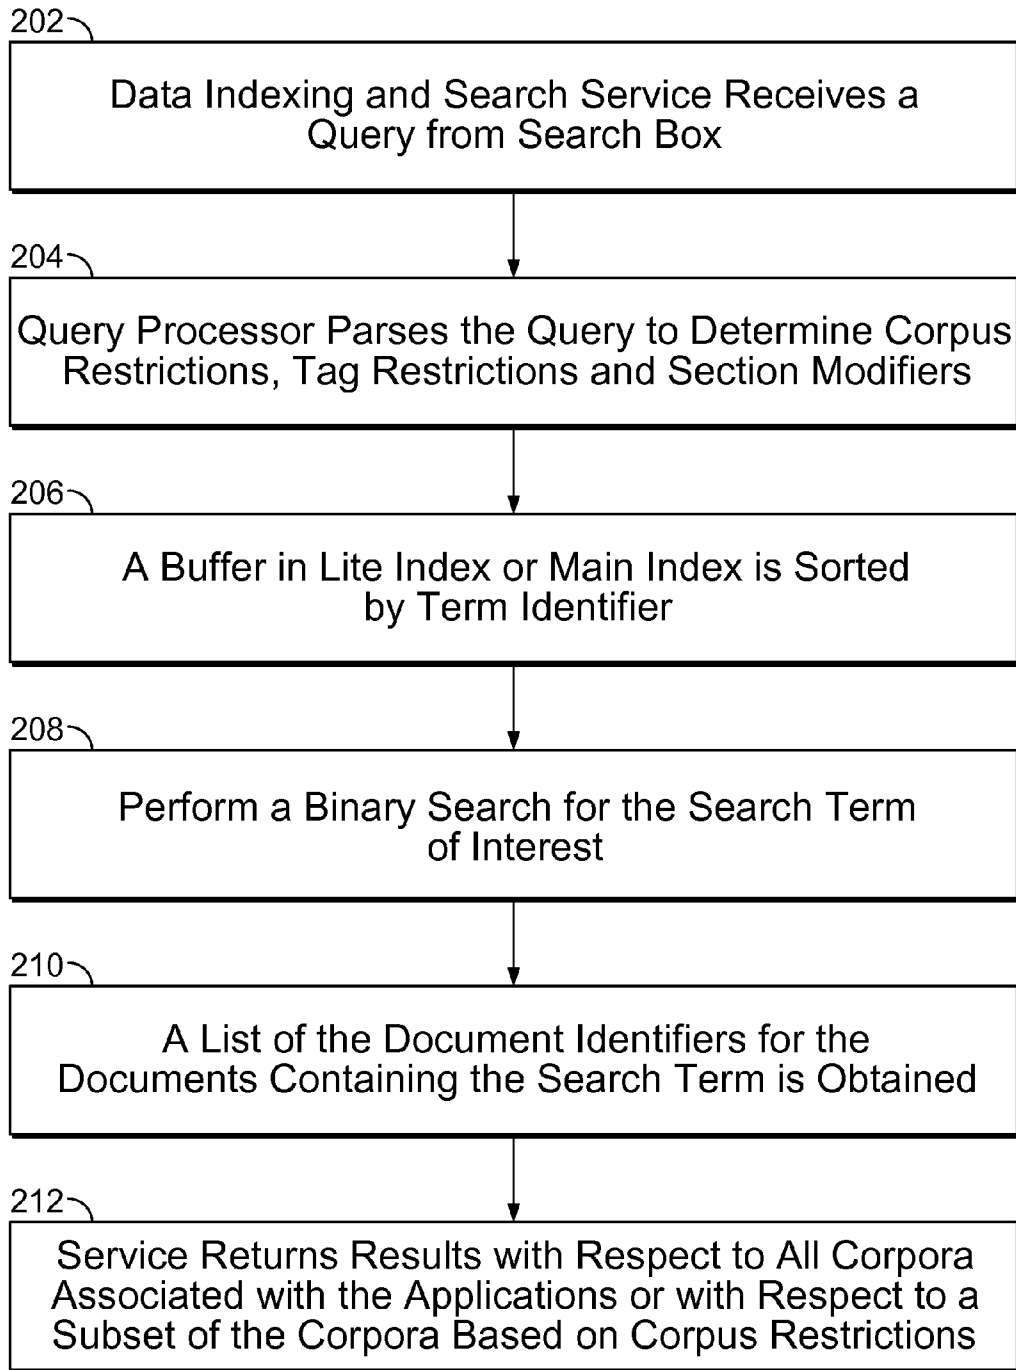 202
Data Indexing and Search Service Receives a
Query from Search Box
204
Query Processor Parses the Query to Determine Corpus
Restrictions, Tag Restrictions and Section Modifiers
206
A Buffer in Lite Index or Main Index is Sorted
by Term Identifier
208
Perform a Binary Search for the Search Term
of Interest
210
A List of the Document Identifiers for the
Documents Containing the Search Term is Obtained
212
Service Returns Results with Respect to All Corpora
Associated with the Applications or with Respect to a
Subset of the Corpora Based on Corpus Restrictions